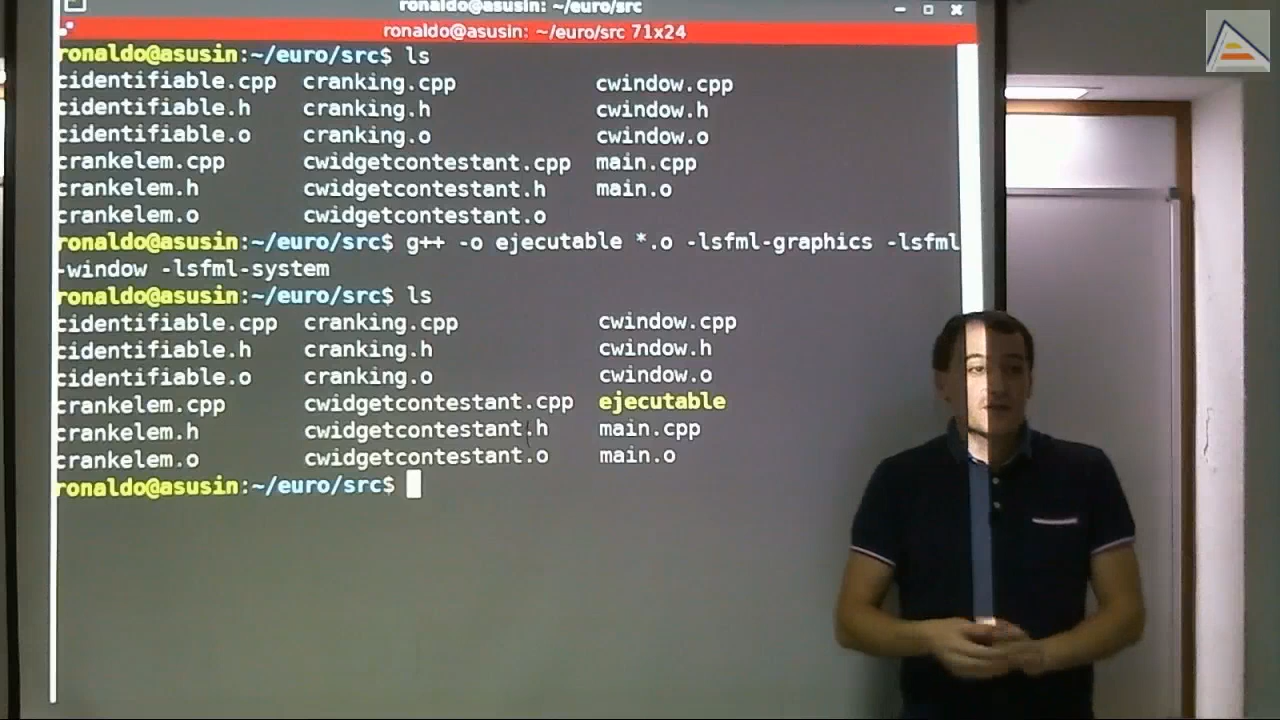 ronaldo@asusin: ~/euro/src
ronaldo@asusin: ~/euro/src 71x24
ronaldo@asusin:~/euro/src$ ls
cidentifiable.cpp cranking.cpp cwindow.cpp
cidentifiable.h cranking.h cwindow.h
cidentifiable.o cranking.o cwindow.o
crankelem.cpp cwidgetcontestant.cpp main.cpp
crankelem.h cwidgetcontestant.h main.o
crankelem.o cwidgetcontestant.o
ronaldo@asusin:~/euro/src$ g++ -o ejecutable *.o -lsfml-graphics -lsfml
-window -lsfml-system
ronaldo@asusin:~/euro/src$ ls
cidentifiable.cpp cranking.cpp cwindow.cpp
cidentifiable.h cranking.h cwindow.h
cidentifiable.o cranking.o cwindow.o
crankelem.cpp cwidgetcontestant.cpp ejecutable
crankelem.h cwidgetcontestant.h main.cpp
crankelem.o cwidgetcontestant.o main.o
ronaldo@asusin:~/euro/src$